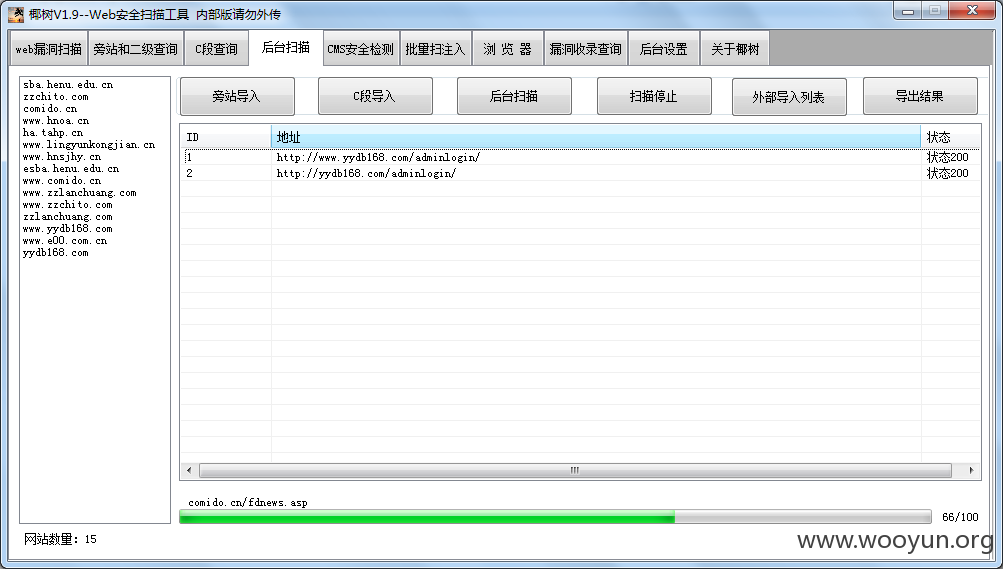 椰树V1.9--Web安全扫描工具 内部版请勿外传
web漏洞扫描 旁站和二级查询 C段查询 后台扫描 CMS安全检测 批量扫注入 浏 览 器 漏洞收录查询 后台设置 关于椰树
旁站导入 C段导入 后台扫描 扫描停止 外部导入列表 导出结果
sba.henu.edu.cn
zzchito.com
comido.cn
www.hnoa.cn
ha.tahp.cn
www.lingyunkongjian.cn
www.hnsjhy.cn
esba.henu.edu.cn
www.comido.cn
www.zzlanchuang.com
www.zzchito.com
zzlanchuang.com
www.yydb168.com
www.e00.com.cn
yydb168.com
ID 地址 状态
1 http://www.yydb168.com/adminlogin/ 状态200
2 http://yydb168.com/adminlogin/ 状态200
comido.cn/fdnews.asp
66/100
网站数量: 15
www.wooyun.org